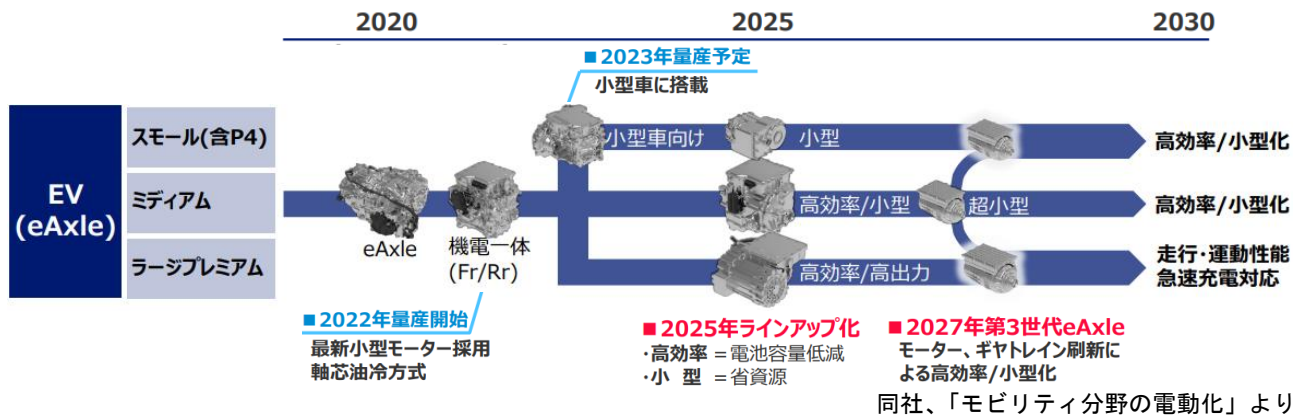 2020
2025
2030
■2023年量産予定
小型車に搭載
EV
(eAxle)
スモール(含P4)
小型車向け
小型
高効率/小型化
ミディアム
eAxle
機電一体
(Fr/Rr)
高効率/小型
超小型
高効率/小型化
ラージプレミアム
高効率/高出力
走行・運動性能
急速充電対応
■2022年量産開始
最新小型モーター採用
軸芯油冷方式
■2025年ラインアップ化
・高効率＝電池容量低減
・小 型 ＝省資源
■2027年第3世代eAxle
モーター、ギヤトレイン刷新に
よる高効率/小型化
同社、「モビリティ分野の電動化」より